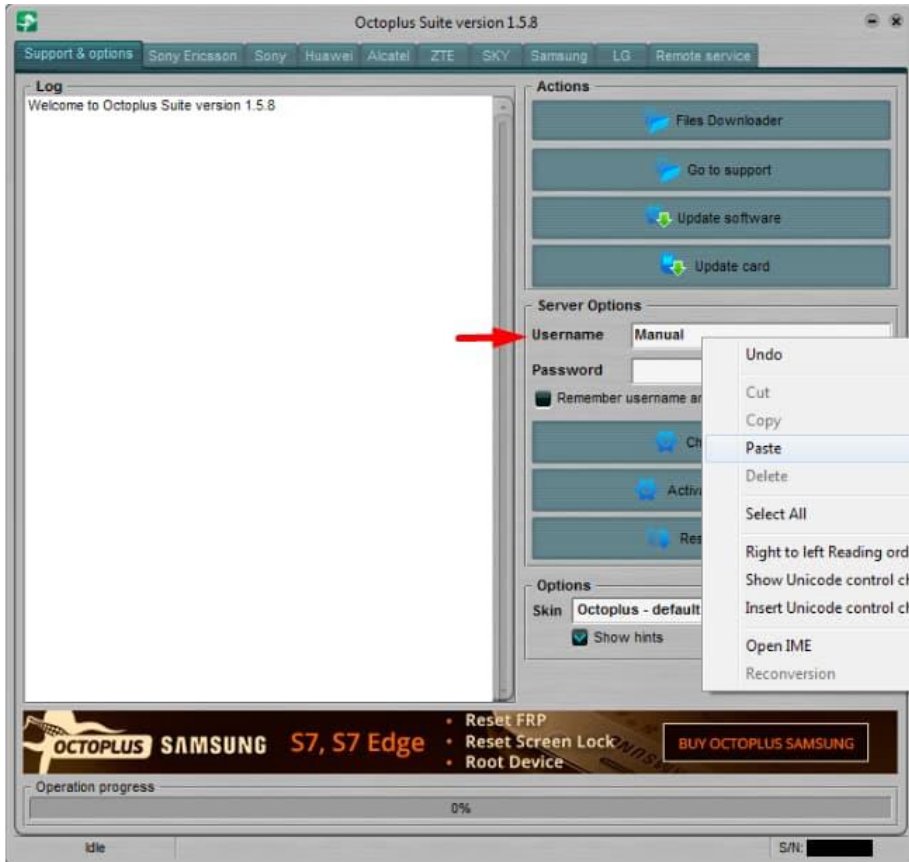 Octoplus Suite version 1.5.8
Support & options Sony Ericsson Sony Huawei Alcatel ZTE SKY Samsung LG Remote service
Log
Welcome to Octoplus Suite version 1.5.8
Actions
Files Downloader
Go to support
Update software
Update card
Server Options
Username Manual
Password
Remember username
Options
Skin Octoplus - default
Show hints
Undo
Cut
Copy
Paste
Delete
Select All
Right to left Reading
Show Unicode control
Insert Unicode control
Open IME
Reconversion
OCTOPLUS SAMSUNG S7, S7 Edge
• Reset FRP
• Reset Screen Lock
• Root Device
BUY OCTOPLUS SAMSUNG
Operation progress
0%
Idle S/N: